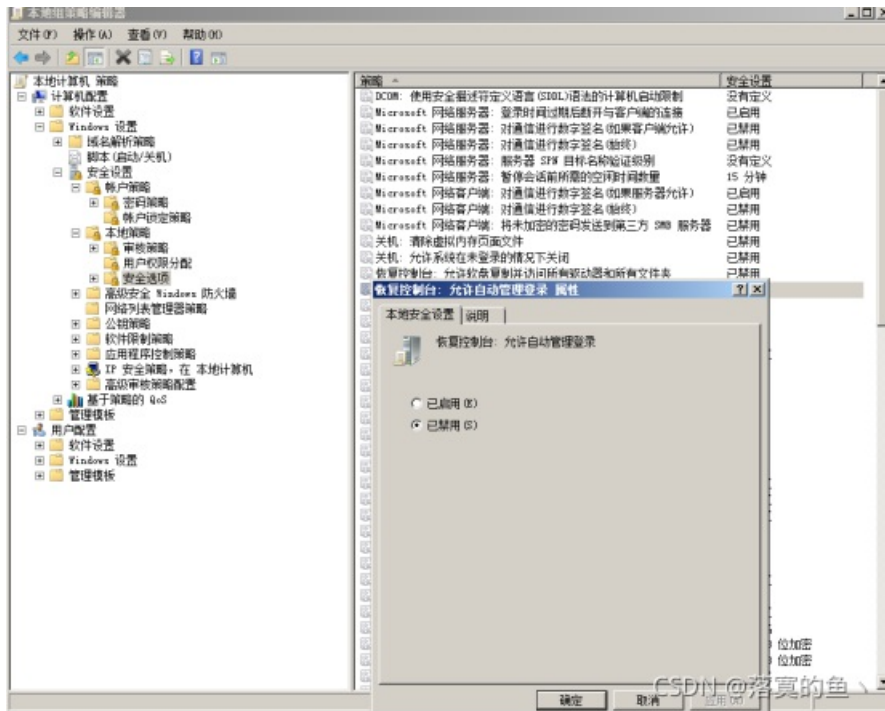 本地组策略编辑器
文件(F) 操作(A) 查看(V) 帮助(H)
本地计算机 策略
计算机配置
软件设置
Windows 设置
域名解析策略
脚本(启动/关机)
安全设置
帐户策略
密码策略
帐户锁定策略
本地策略
审核策略
用户权限分配
安全选项
高级安全 Windows 防火墙
网络列表管理器策略
公钥策略
软件限制策略
应用程序控制策略
IP 安全策略，在 本地计算机
高级审核策略配置
基于策略的 QoS
管理模板
用户配置
软件设置
Windows 设置
管理模板
策略 安全设置
DCOM: 使用安全描述符定义语言(SDDL)语法的计算机启动限制 没有定义
Microsoft 网络服务器: 登录时间过期后断开与客户端的连接 已启用
Microsoft 网络服务器: 对通信进行数字签名(如果客户端允许) 已禁用
Microsoft 网络服务器: 对通信进行数字签名(始终) 已禁用
Microsoft 网络服务器: 服务器 SPN 目标名称验证级别 没有定义
Microsoft 网络服务器: 暂停会话前所需的空闲时间数量 15 分钟
Microsoft 网络客户端: 对通信进行数字签名(如果服务器允许) 已启用
Microsoft 网络客户端: 对通信进行数字签名(始终) 已禁用
Microsoft 网络客户端: 将未加密的密码发送到第三方 SMB 服务器 已禁用
关机: 清除虚拟内存页面文件 已禁用
关机: 允许系统在未登录的情况下关闭 已禁用
恢复控制台: 允许软盘复制并访问所有驱动器和所有文件夹 已禁用
恢复控制台: 允许自动管理登录 属性
本地安全设置 说明
恢复控制台: 允许自动管理登录
已启用(E)
已禁用(S)
位加密
位加密
确定 取消 应用(A)
CSDN @落寞的鱼丶